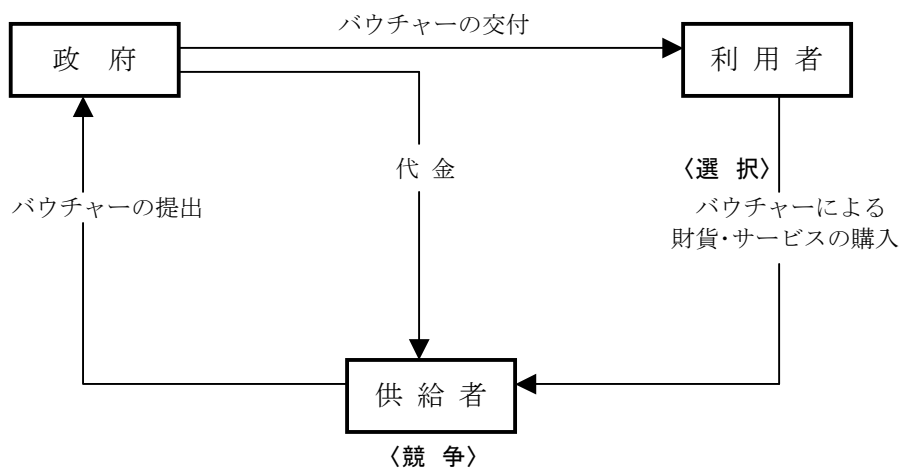 バウチャーの交付
政 府
利 用 者
代 金
〈選 択〉
バウチャーの提出
バウチャーによる
財貨・サービスの購入
供 給 者
〈競 争〉